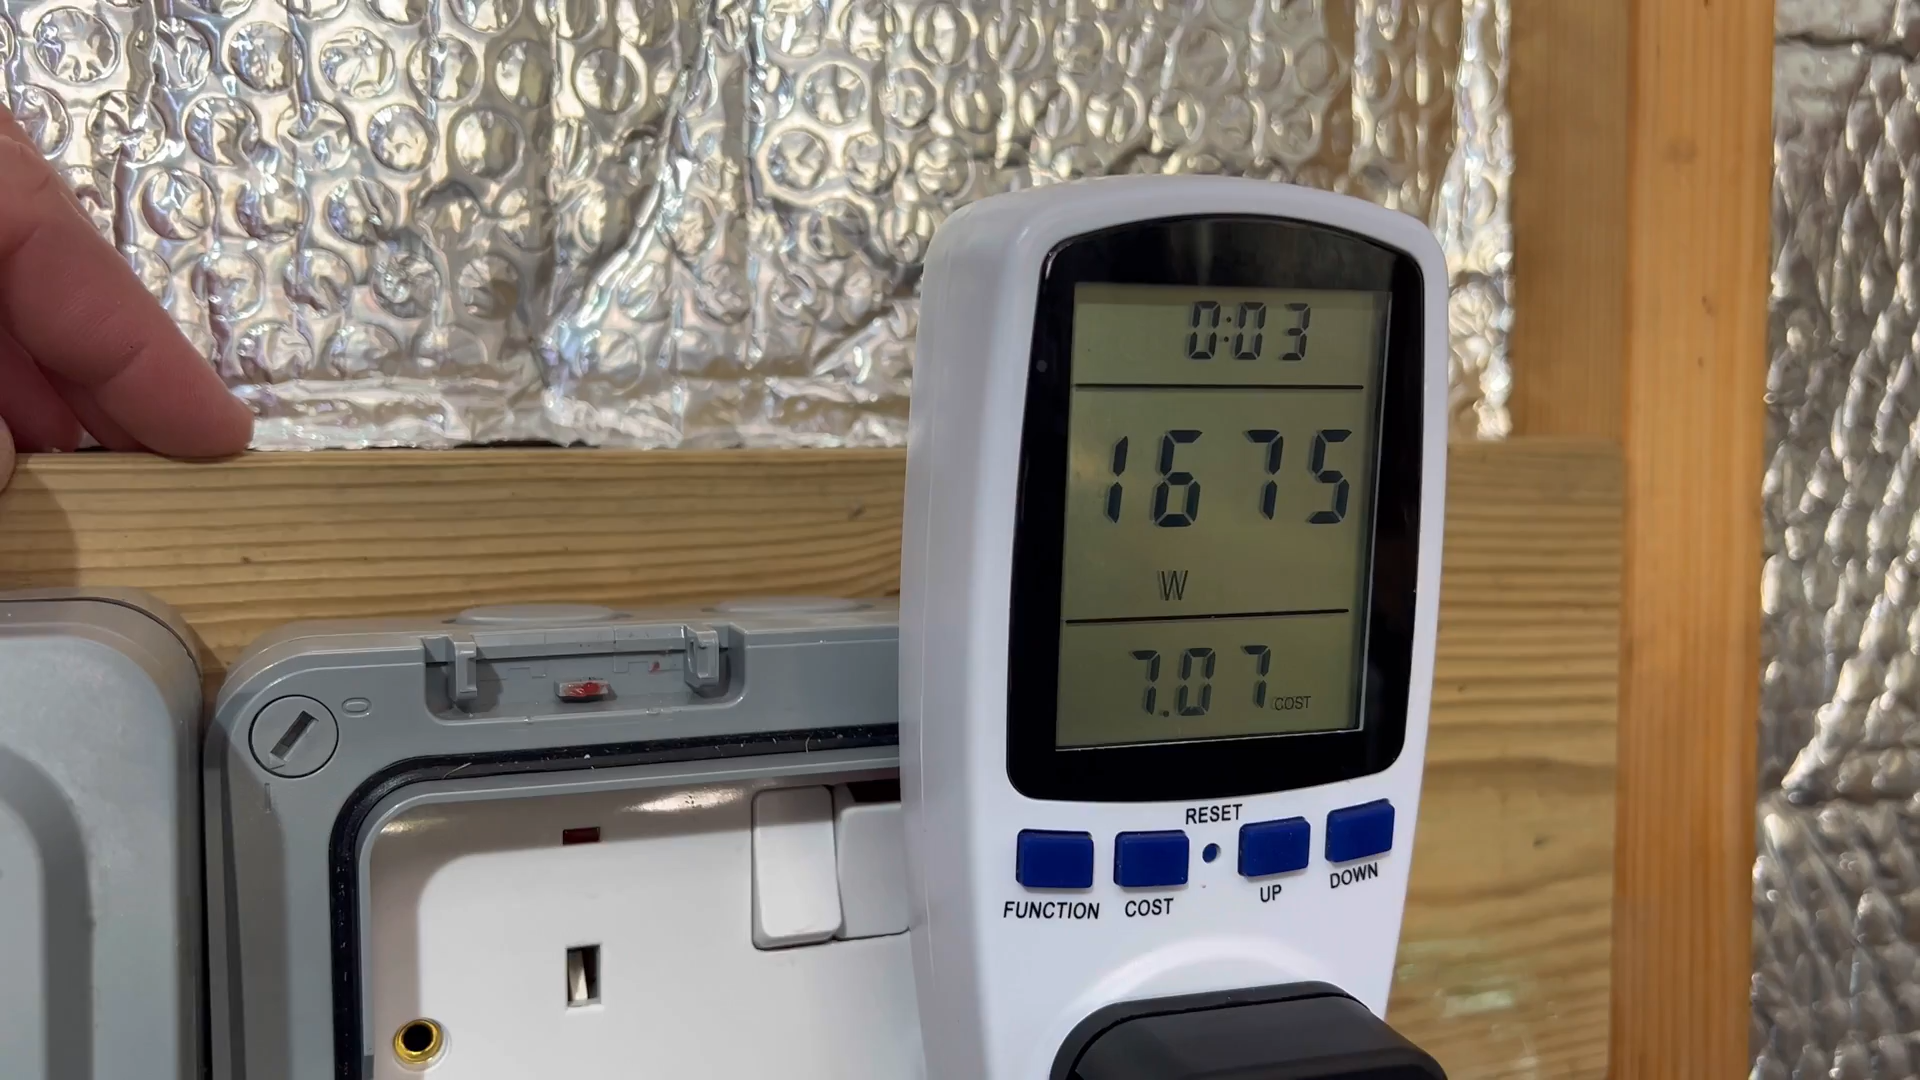 0:03
1675
W
7.07 COST
RESET
FUNCTION COST UP DOWN